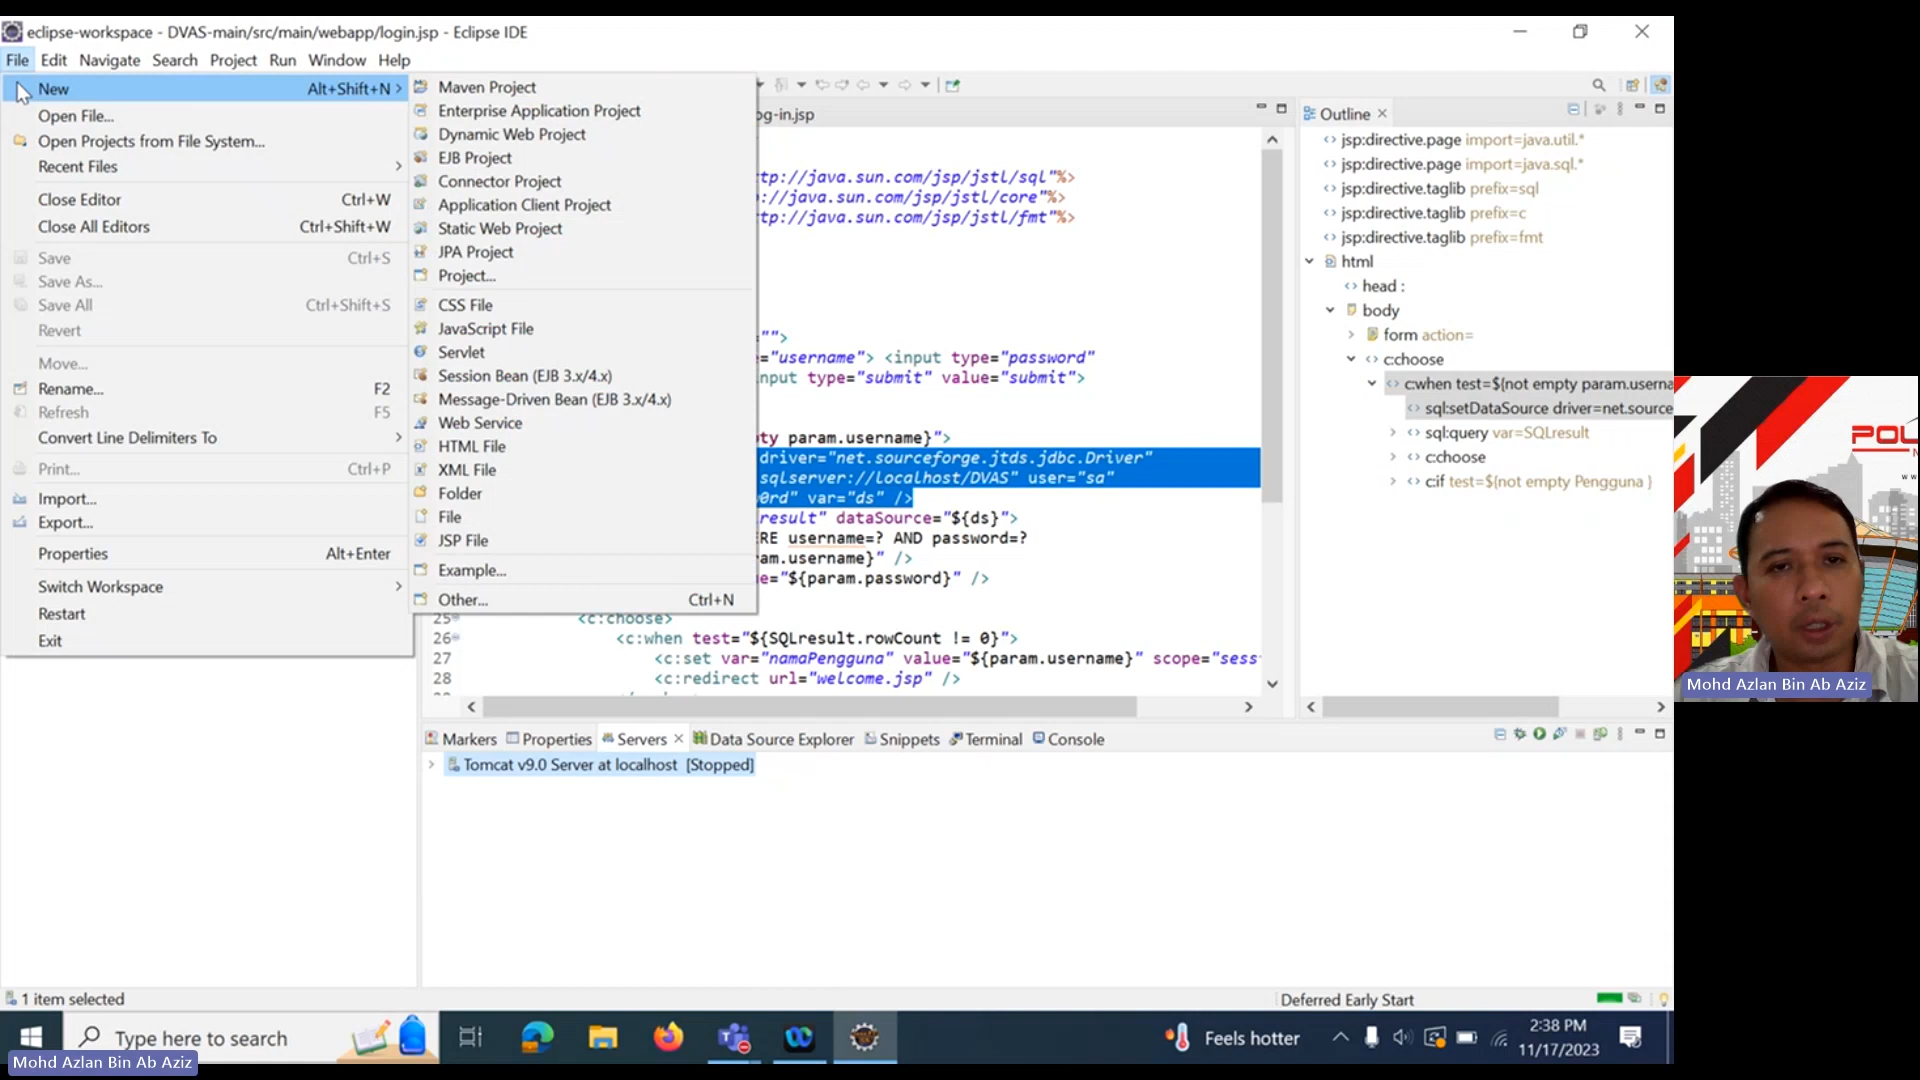 eclipse-workspace - DVAS-main/src/main/webapp/login.jsp - Eclipse IDE
File Edit Navigate Search Project Run Window Help
New Alt+Shift+N
Open File...
Open Projects from File System...
Recent Files
Close Editor Ctrl+W
Close All Editors Ctrl+Shift+W
Save Ctrl+S
Save As...
Save All Ctrl+Shift+S
Revert
Move...
Rename... F2
Refresh F5
Convert Line Delimiters To
Print... Ctrl+P
Import...
Export...
Properties Alt+Enter
Switch Workspace
Restart
Exit
Maven Project
Enterprise Application Project
Dynamic Web Project
EJB Project
Connector Project
Application Client Project
Static Web Project
JPA Project
Project...
CSS File
JavaScript File
Servlet
Session Bean (EJB 3.x/4.x)
Message-Driven Bean (EJB 3.x/4.x)
Web Service
HTML File
XML File
Folder
File
JSP File
Example...
Other... Ctrl+N
og-in.jsp
tp://java.sun.com/jsp/jstl/sql"%>
://java.sun.com/jsp/jstl/core"%>
tp://java.sun.com/jsp/jstl/fmt"%>
="">
="username"> <input type="password"
nput type="submit" value="submit">
ty param.username}">
driver="net.sourceforge.jtds.jdbc.Driver"
sqlserver://localhost/DVAS" user="sa"
w0rd" var="ds" />
result" dataSource="${ds}">
RE username=? AND password=?
am.username}" />
e="${param.password}" />
25 <c:choose>
26 <c:when test="${SQLresult.rowCount != 0}">
27 <c:set var="namaPengguna" value="${param.username}" scope="sess
28 <c:redirect url="welcome.jsp" />
Outline
jsp:directive.page import=java.util.*
jsp:directive.page import=java.sql.*
jsp:directive.taglib prefix=sql
jsp:directive.taglib prefix=c
jsp:directive.taglib prefix=fmt
html
head :
body
form action=
c:choose
c:when test=${not empty param.userna
sql:setDataSource driver=net.source
sql:query var=SQLresult
c:choose
c:if test=${not empty Pengguna }
Markers Properties Servers Data Source Explorer Snippets Terminal Console
Tomcat v9.0 Server at localhost [Stopped]
1 item selected
Deferred Early Start
Type here to search
Feels hotter
2:38 PM
11/17/2023
Mohd Azlan Bin Ab Aziz
POL
Mohd Azlan Bin Ab Aziz